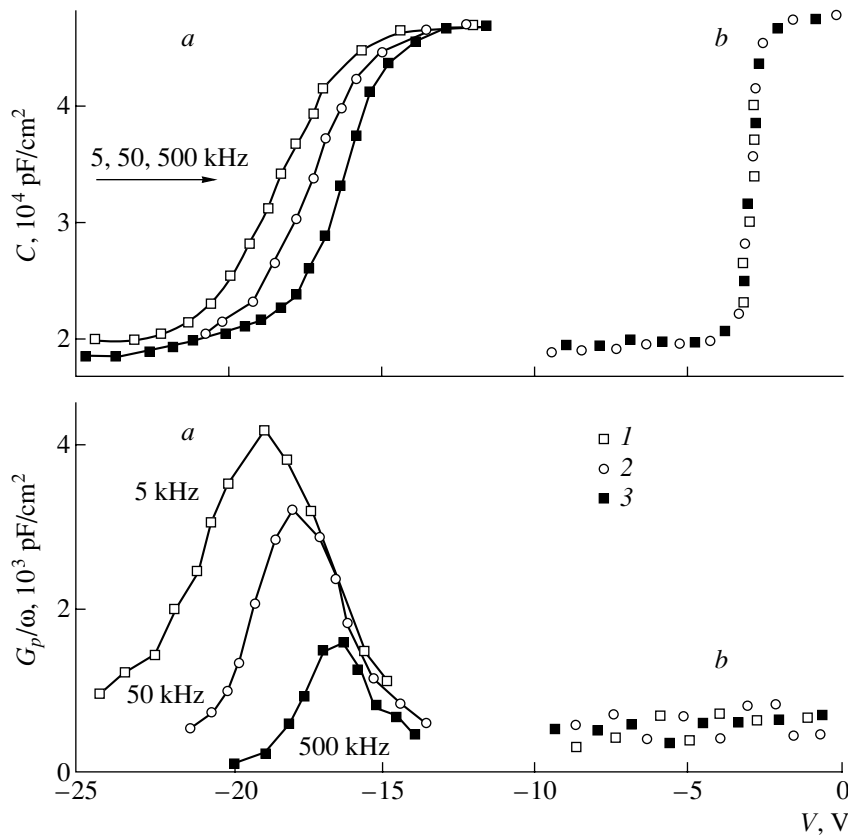 a
b
4
5, 50, 500 kHz
C, 10⁴ pF/cm²
3
2
a
1
2
3
4
5 kHz
Gₚ/ω, 10³ pF/cm²
2
50 kHz
b
500 kHz
0
−25 −20 −15 −10 −5 0
V, V